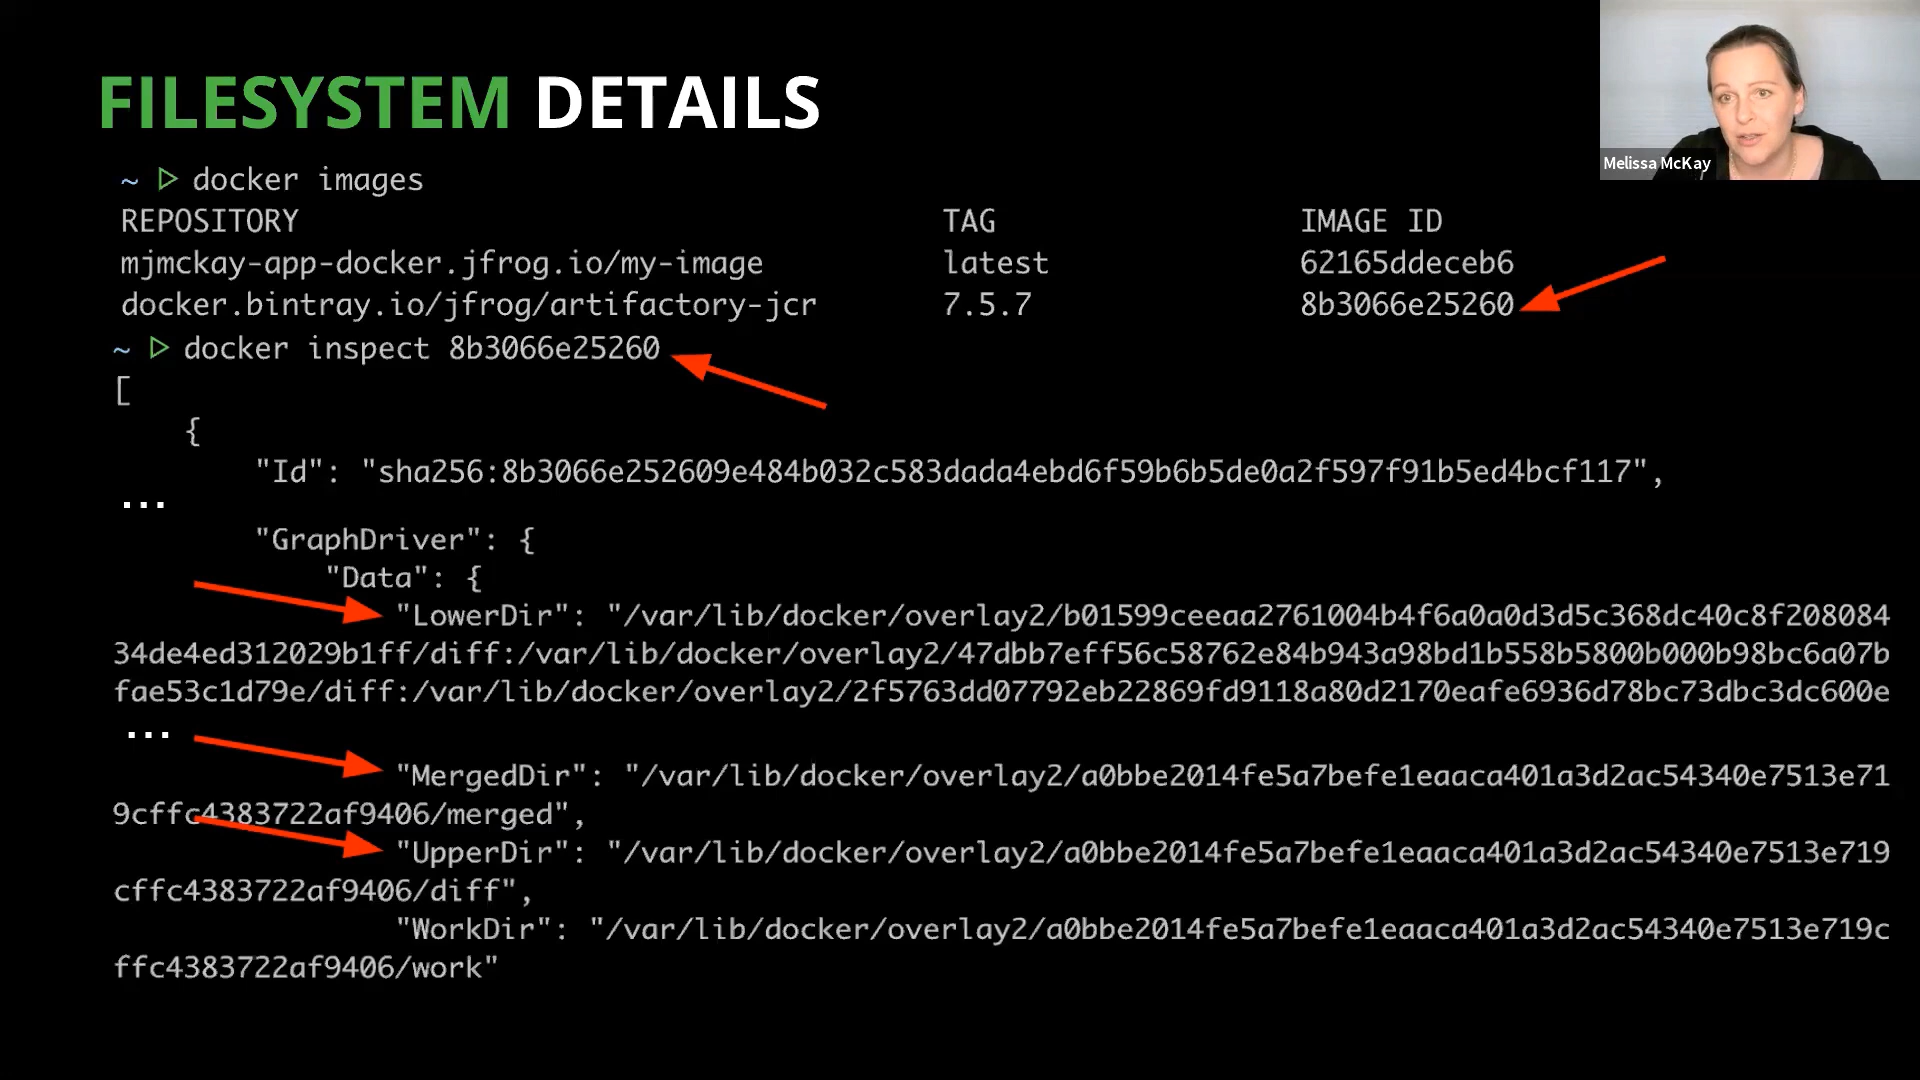 FILESYSTEM DETAILS
Melissa McKay
~ ▷ docker images
REPOSITORY TAG IMAGE ID
mjmckay-app-docker.jfrog.io/my-image latest 62165ddeceb6
docker.bintray.io/jfrog/artifactory-jcr 7.5.7 8b3066e25260
~ ▷ docker inspect 8b3066e25260
[
{
"Id": "sha256:8b3066e252609e484b032c583dada4ebd6f59b6b5de0a2f597f91b5ed4bcf117",
...
"GraphDriver": {
"Data": {
"LowerDir": "/var/lib/docker/overlay2/b01599ceeaa2761004b4f6a0a0d3d5c368dc40c8f208084
34de4ed312029b1ff/diff:/var/lib/docker/overlay2/47dbb7eff56c58762e84b943a98bd1b558b5800b000b98bc6a07b
fae53c1d79e/diff:/var/lib/docker/overlay2/2f5763dd07792eb22869fd9118a80d2170eafe6936d78bc73dbc3dc600e
...
"MergedDir": "/var/lib/docker/overlay2/a0bbe2014fe5a7befe1eaaca401a3d2ac54340e7513e71
9cffc4383722af9406/merged",
"UpperDir": "/var/lib/docker/overlay2/a0bbe2014fe5a7befe1eaaca401a3d2ac54340e7513e719
cffc4383722af9406/diff",
"WorkDir": "/var/lib/docker/overlay2/a0bbe2014fe5a7befe1eaaca401a3d2ac54340e7513e719c
ffc4383722af9406/work"